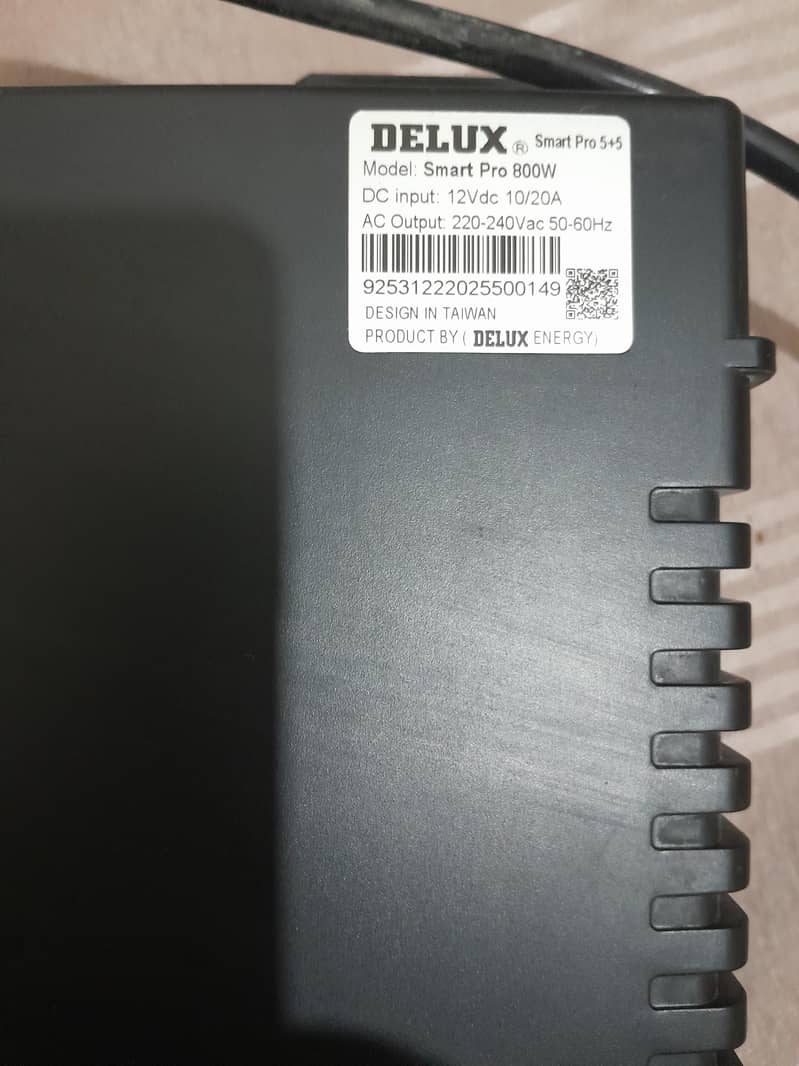 DELUX ® Smart Pro 5+5
Model: Smart Pro 800W
DC input: 12Vdc 10/20A
AC Output: 220-240Vac 50-60Hz
92531222025500149
DESIGN IN TAIWAN
PRODUCT BY ( DELUX ENERGY)